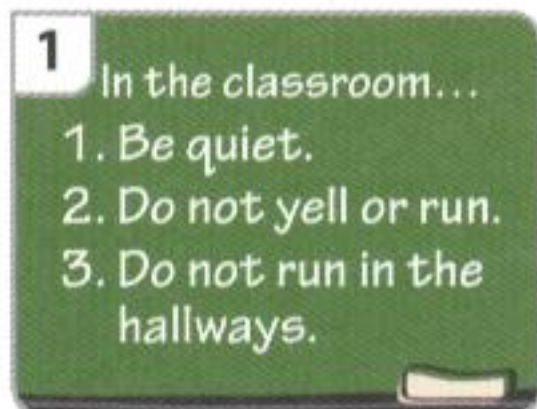 1
In the classroom...
1. Be quiet.
2. Do not yell or run.
3. Do not run in the
hallways.